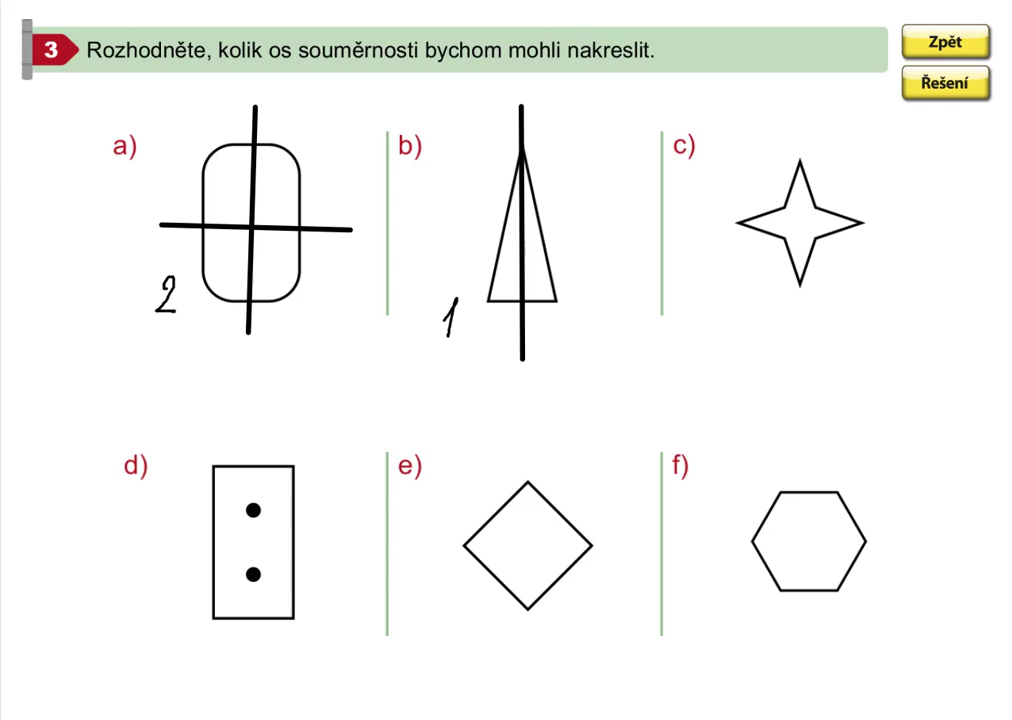 3 Rozhodněte, kolik os souměrnosti bychom mohli nakreslit.
Zpět
Řešení
a)
b)
c)
2
1
d)
e)
f)